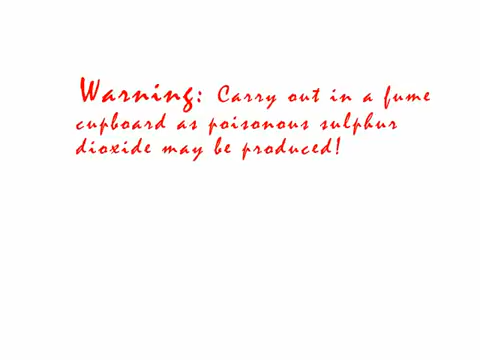 Warning: Carry out in a fume
cupboard as poisonous sulphur
dioxide may be produced!